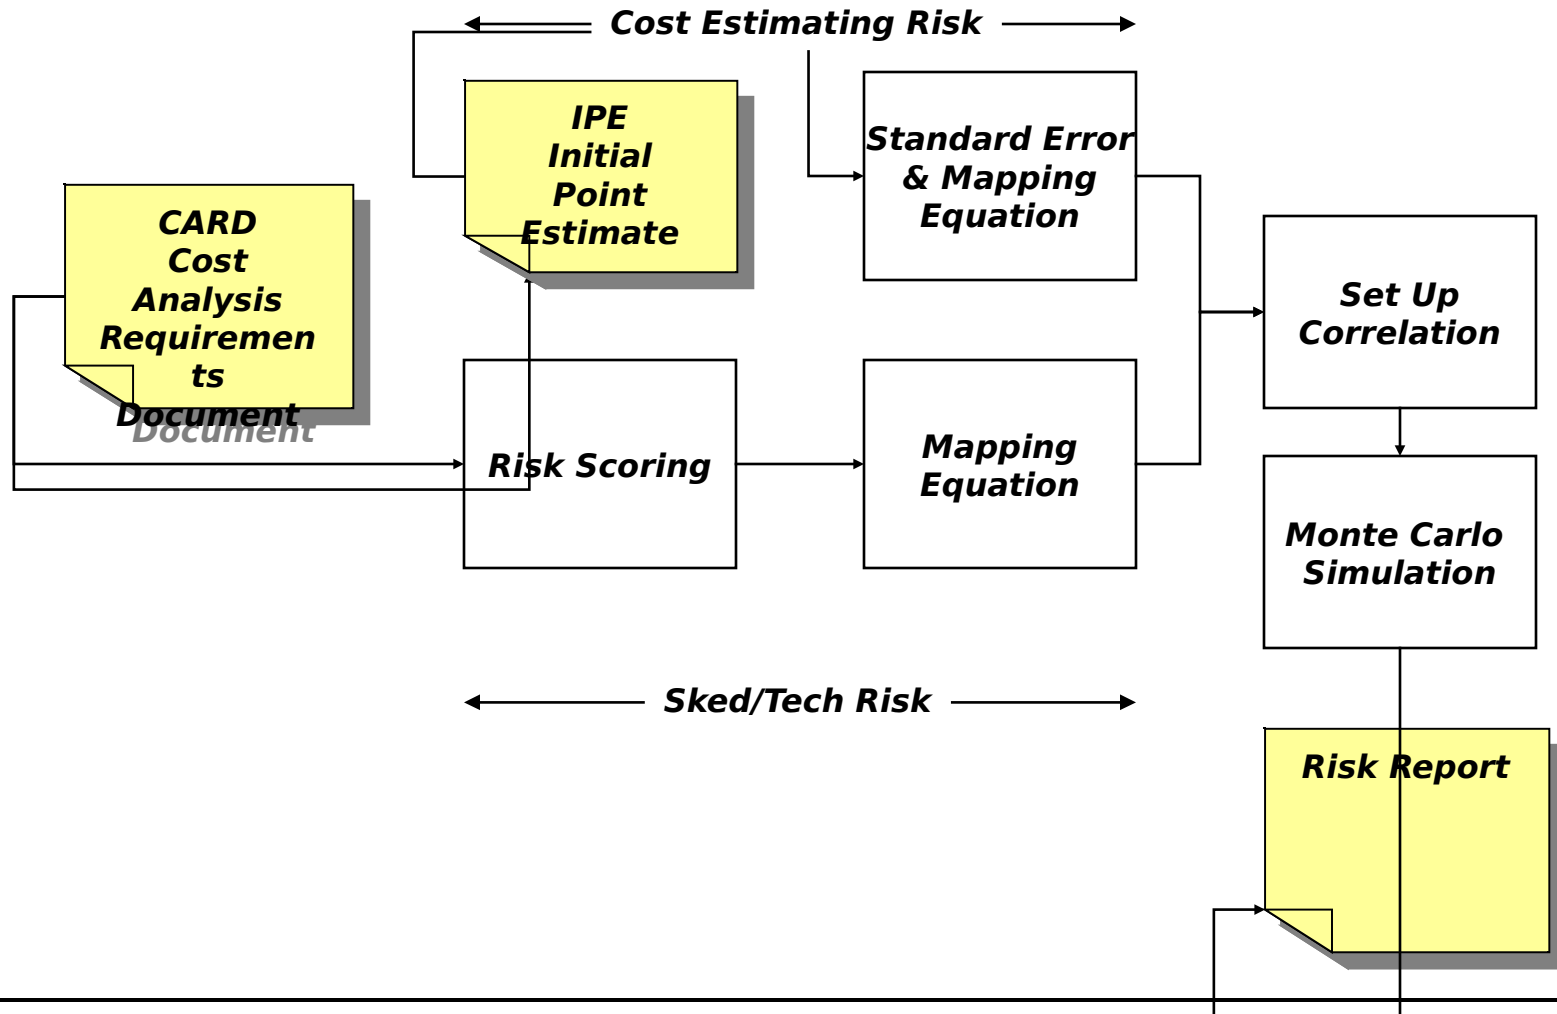 Cost Estimating Risk
IPE
Initial
Point
Estimate
Standard Error
& Mapping
Equation
CARD
Cost
Analysis
Requiremen
ts
Document
Set Up
Correlation
Risk Scoring
Mapping
Equation
Monte Carlo
Simulation
Sked/Tech Risk
Risk Report